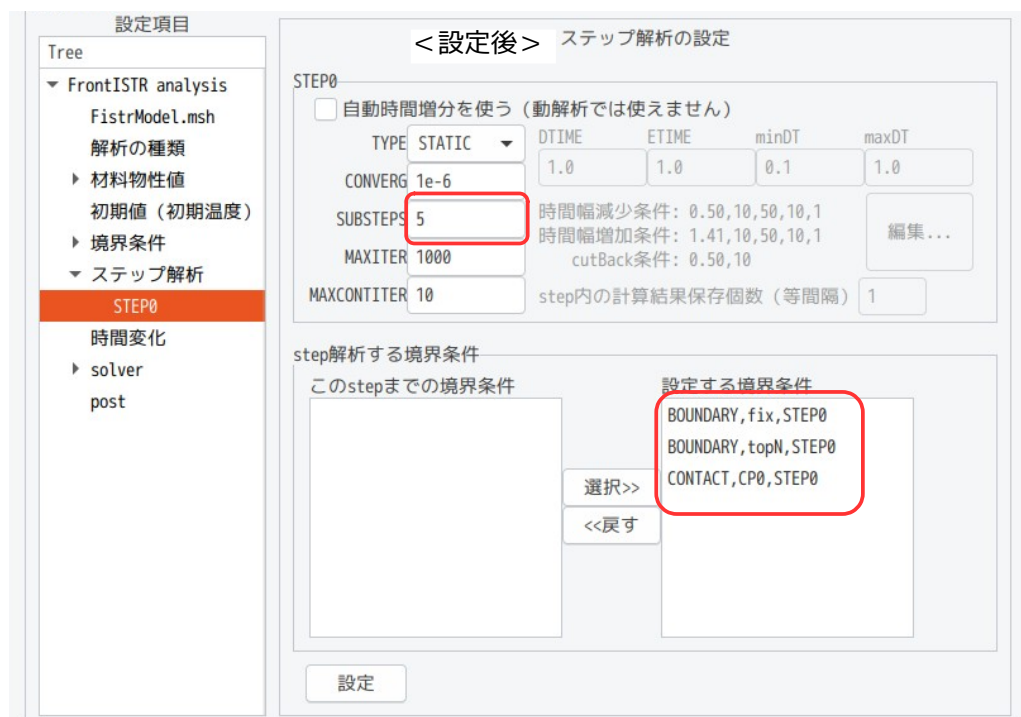 設定項目
Tree
FrontISTR analysis
FistrModel.msh
解析の種類
材料物性値
初期値（初期温度）
境界条件
ステップ解析
STEP0
時間変化
solver
post
＜設定後＞
ステップ解析の設定
STEP0
自動時間増分を使う（動解析では使えません）
TYPE STATIC
DTIME ETIME minDT maxDT
1.0 1.0 0.1 1.0
CONVERG 1e-6
SUBSTEPS 5
時間幅減少条件: 0.50,10,50,10,1
時間幅増加条件: 1.41,10,50,10,1
cutBack条件: 0.50,10
編集...
MAXITER 1000
MAXCONTITER 10
step内の計算結果保存個数（等間隔） 1
step解析する境界条件
このstepまでの境界条件
設定する境界条件
BOUNDARY,fix,STEP0
BOUNDARY,topN,STEP0
CONTACT,CP0,STEP0
選択>>
<<戻す
設定